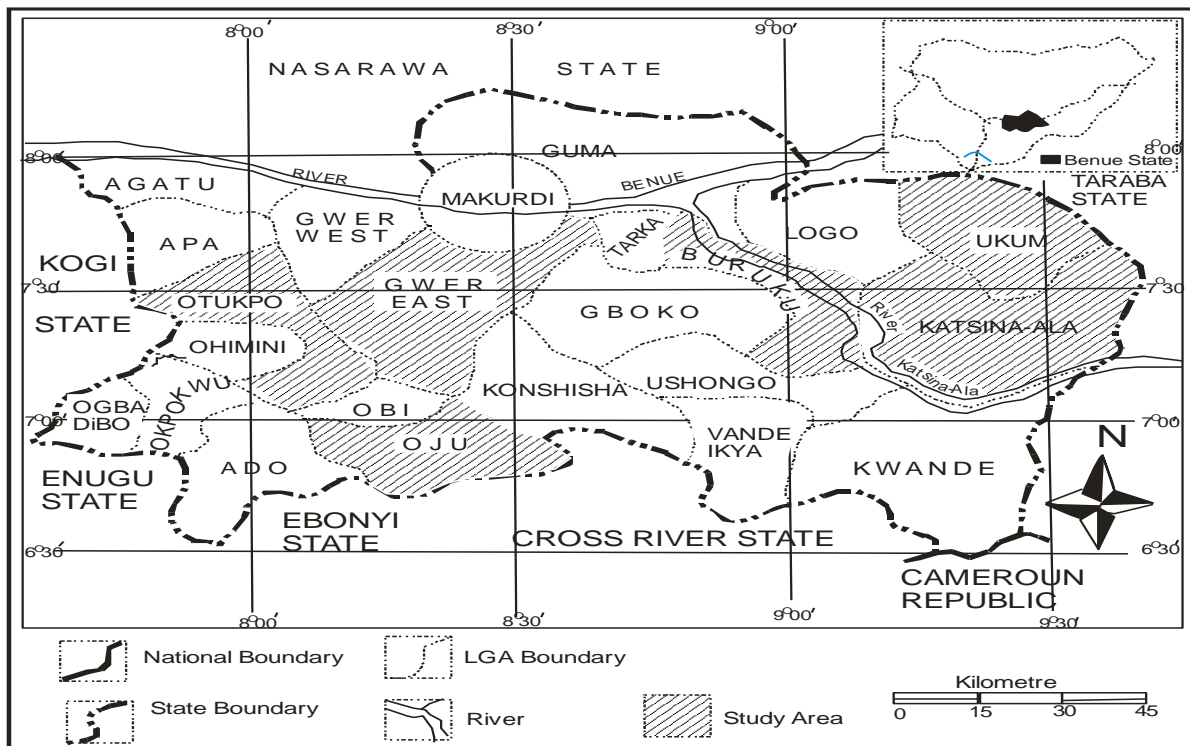 8°00′ 8°30′ 9°00′
NASARAWA STATE
8°00′ 8°00′
GUMA
Benue State
RIVER BENUE
TARABA
STATE
AGATU
MAKURDI
GWER
WEST
TARKA
LOGO
UKUM
APA
BURUKU
KOGI
STATE
7°30′ 7°30′
OTUKPO
GWER
EAST
GBOKO
River
KATSINA-ALA
OHIMINI
Katsina-Ala
OKPOKWU
KONSHISHA
USHONGO
OGBA
DiBO
OBI
7°00′ 7°00′
OJU
VANDE
IKYA
N
ADO
KWANDE
ENUGU
STATE
EBONYI
STATE
CROSS RIVER STATE
6°30′ 6°30′
CAMEROUN
REPUBLIC
8°00′ 8°30′ 9°00′ 9°30′
National Boundary
LGA Boundary
State Boundary
River
Study Area
Kilometre
0 15 30 45